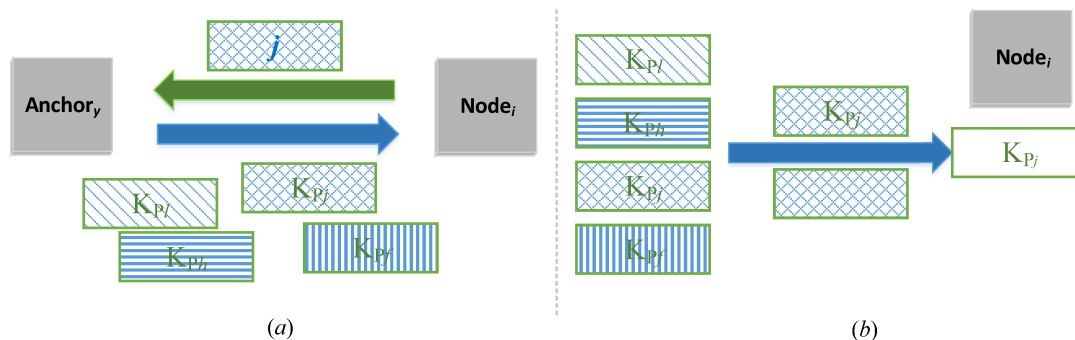 j
Anchory
Nodei
KPl
KPj
KPh
KPf
(a)
Nodei
KPl
KPh
KPj
KPf
KPj
KPj
(b)